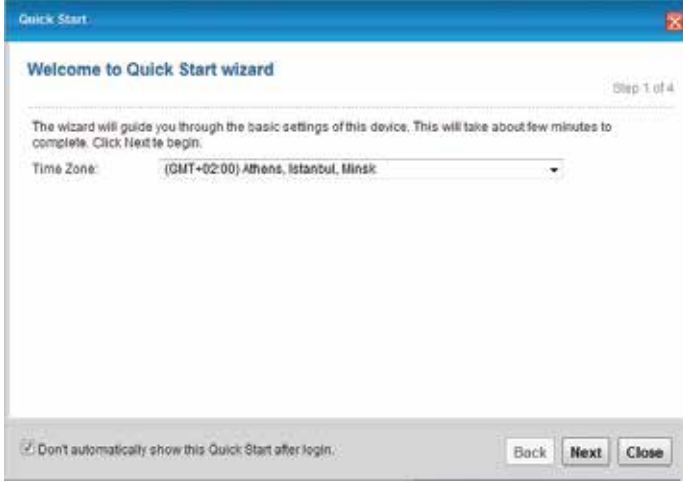 Quick Start
Welcome to Quick Start wizard
Step 1 of 4
The wizard will guide you through the basic settings of this device. This will take about few minutes to
complete. Click Next to begin.
Time Zone: (GMT+02:00) Athens, Istanbul, Minsk
Don't automatically show this Quick Start after login.
Back Next Close